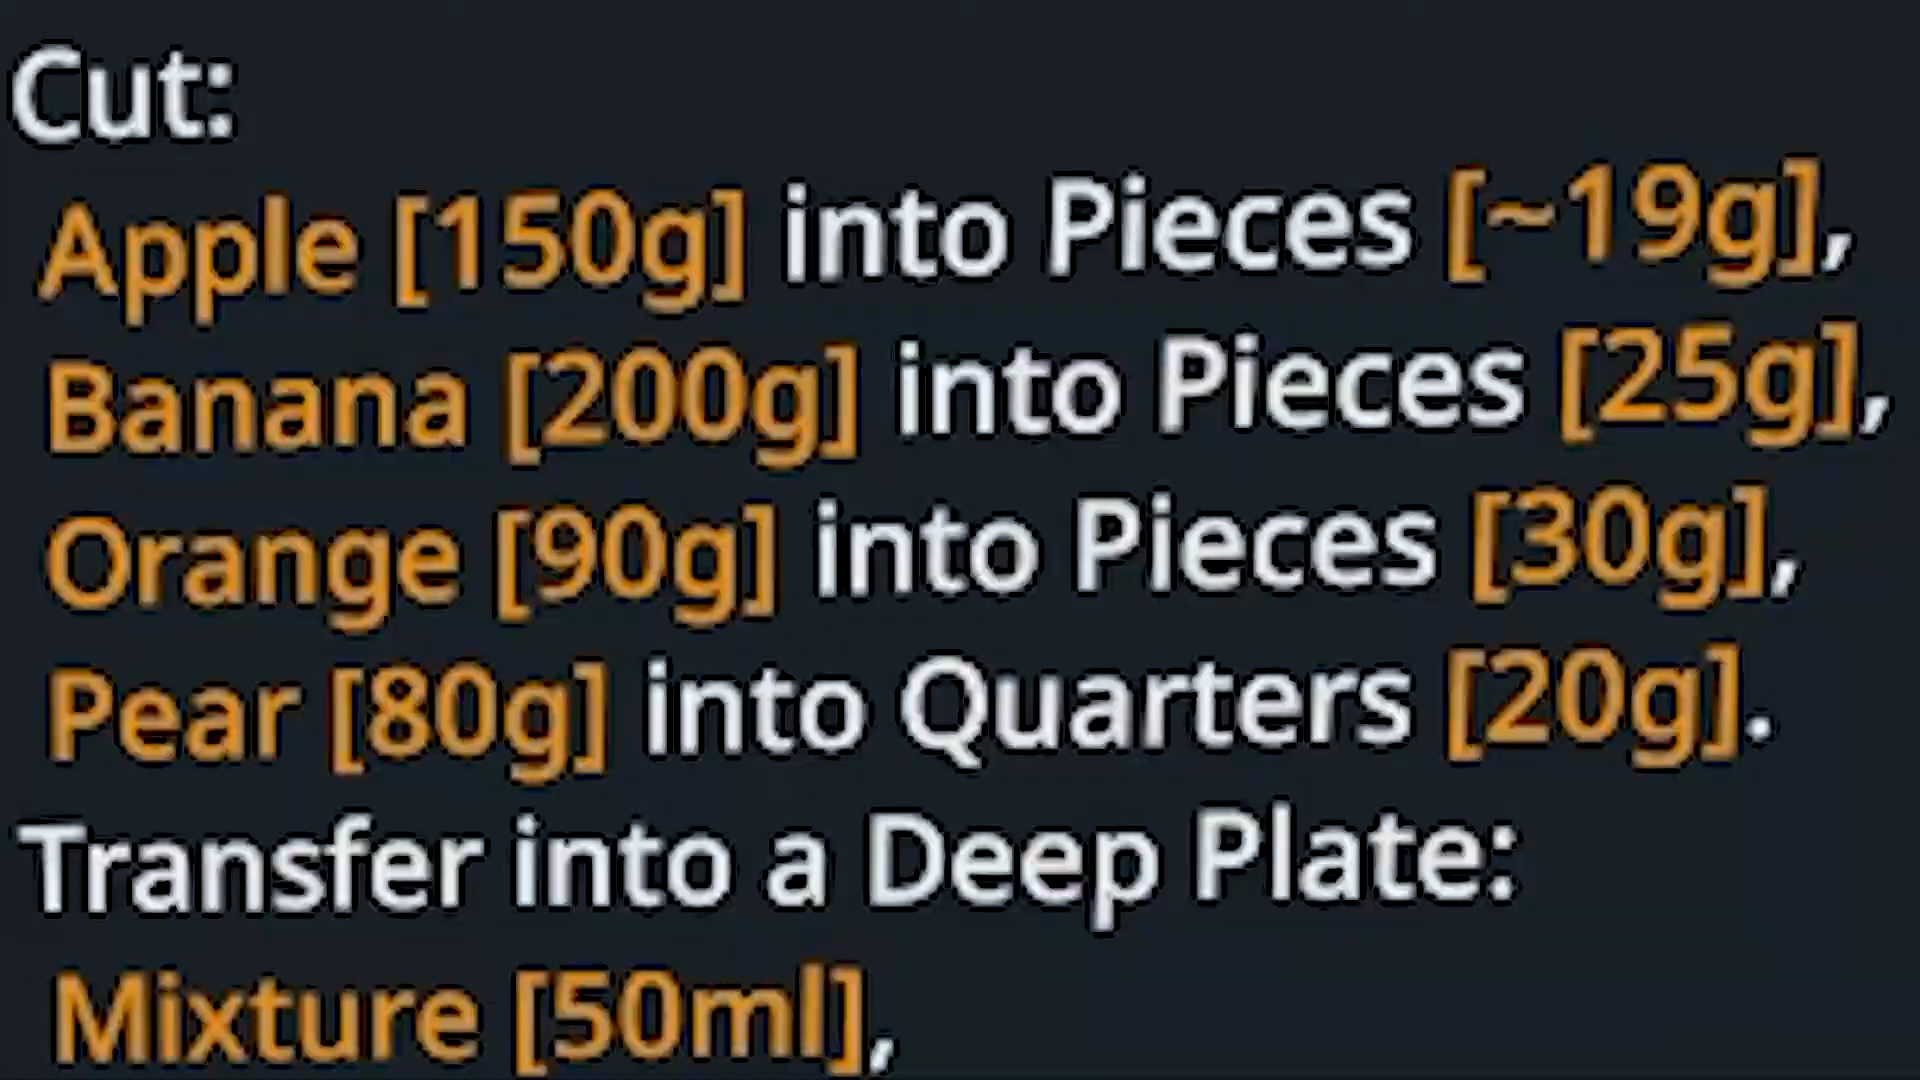 Cut:
Apple [150g] into Pieces [~19g],
Banana [200g] into Pieces [25g],
Orange [90g] into Pieces [30g],
Pear [80g] into Quarters [20g].
Transfer into a Deep Plate:
Mixture [50ml],